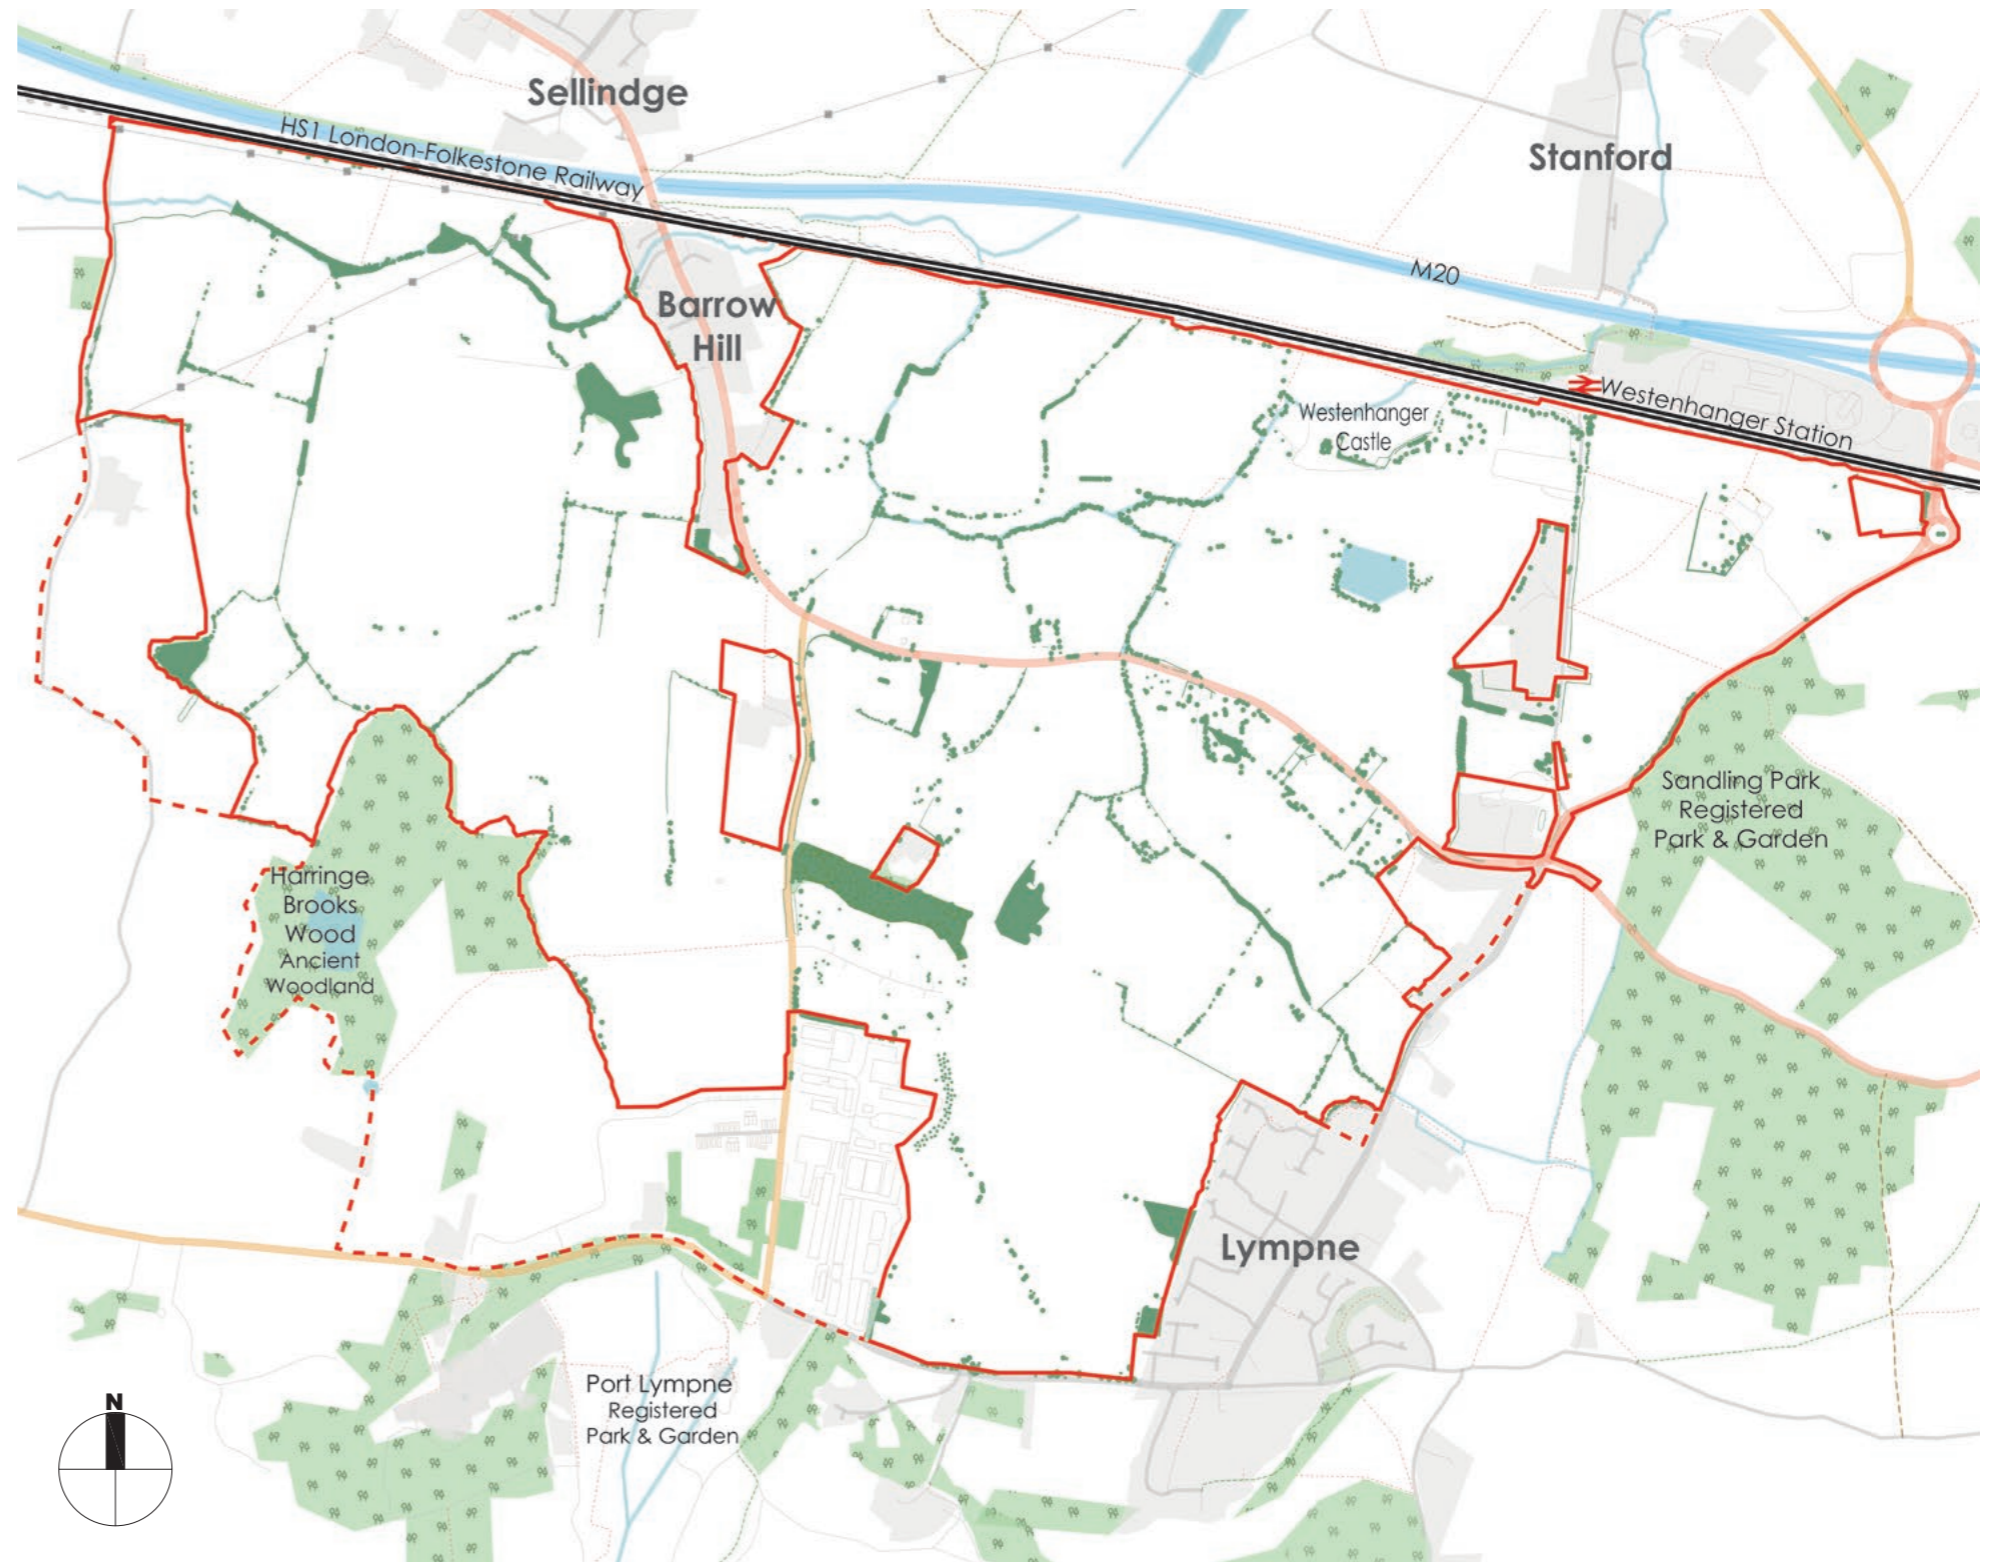 Sellindge
HS1 London-Folkestone Railway
Stanford
M20
Barrow
Hill
Westenhanger
Castle
Westenhanger Station
Sandling Park
Registered
Park & Garden
Harringe
Brooks
Wood
Ancient
Woodland
Lympne
Port Lympne
Registered
Park & Garden
N